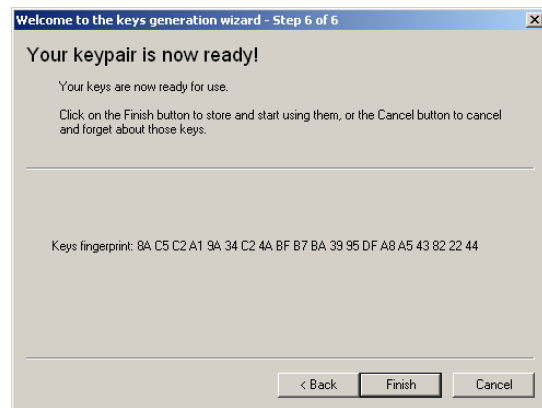 Welcome to the keys generation wizard - Step 6 of 6
Your keypair is now ready!
Your keys are now ready for use.
Click on the Finish button to store and start using them, or the Cancel button to cancel
and forget about those keys.
Keys fingerprint: 8A C5 C2 A1 9A 34 C2 4A BF B7 BA 39 95 DF A8 A5 43 82 22 44
< Back Finish Cancel